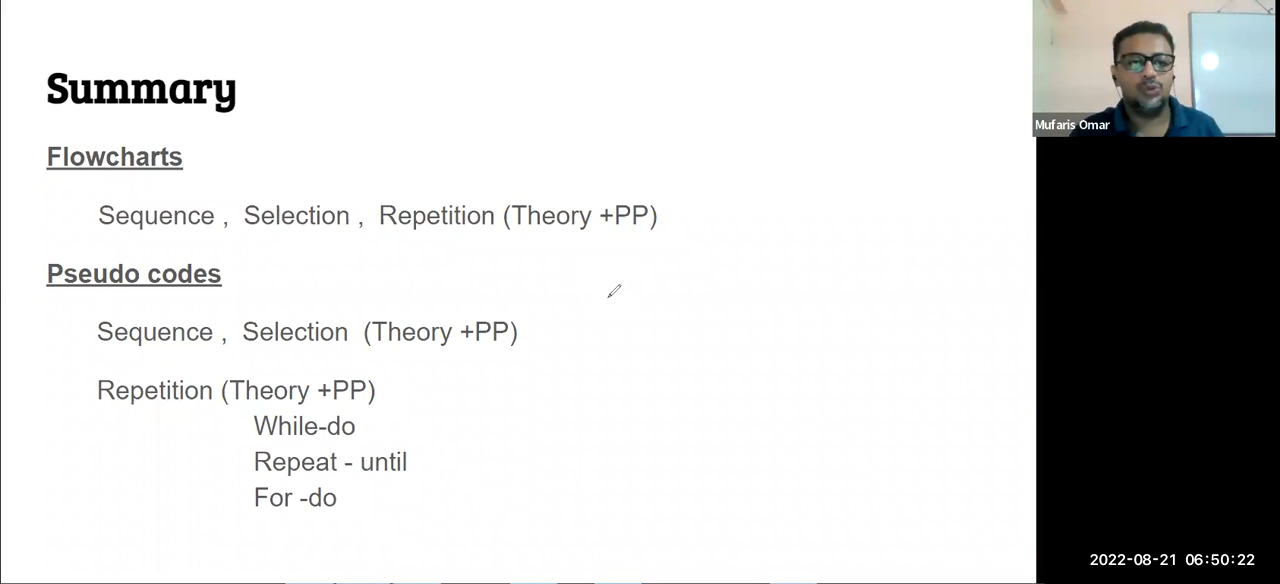 Summary
Flowcharts
Sequence , Selection , Repetition (Theory +PP)
Pseudo codes
Sequence , Selection (Theory +PP)
Repetition (Theory +PP)
While-do
Repeat - until
For -do
Mufaris Omar
2022-08-21 06:50:22